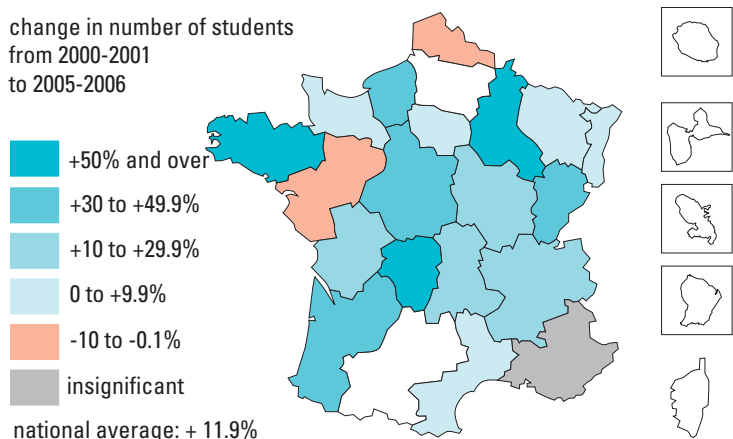 change in number of students
from 2000-2001
to 2005-2006
+50% and over
+30 to +49.9%
+10 to +29.9%
0 to +9.9%
-10 to -0.1%
insignificant
national average: + 11.9%